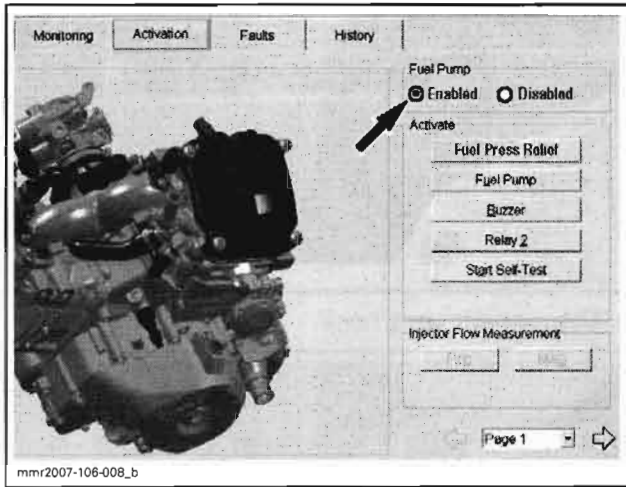 Monitoring Activation Faults History
Fuel Pump
Enabled Disabled
Activate
Fuel Press Relief
Fuel Pump
Buzzer
Relay 2
Start Self-Test
Injector Flow Measurement
Page 1
mmr2007-106-008_b